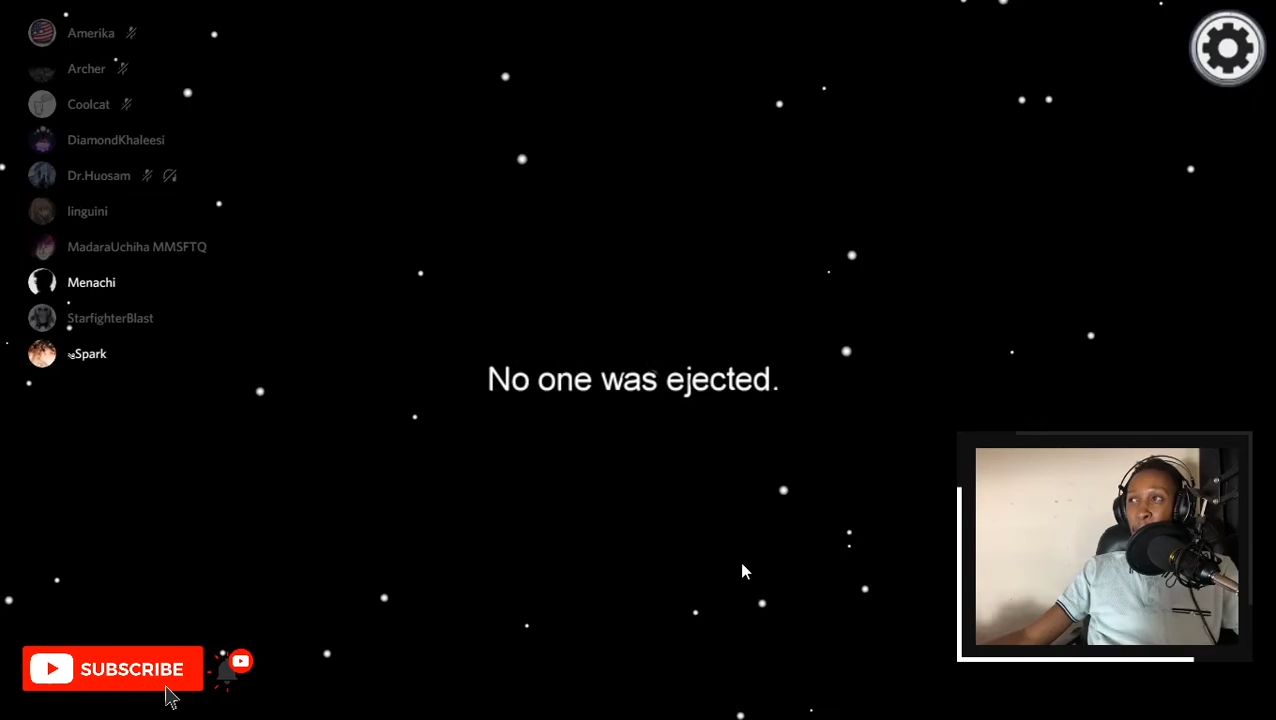 Amerika
Archer
Coolcat
DiamondKhaleesi
Dr.Huosam
linguini
MadaraUchiha MMSFTQ
Menachi
StarfighterBlast
༄Spark
No one was ejected.
SUBSCRIBE